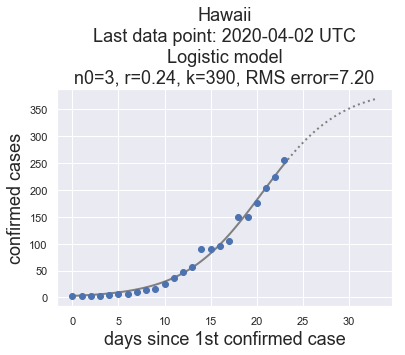 Hawaii
Last data point: 2020-04-02 UTC
Logistic model
n0=3, r=0.24, k=390, RMS error=7.20
350
300
250
200
150
100
50
0
confirmed cases
0 5 10 15 20 25 30
days since 1st confirmed case